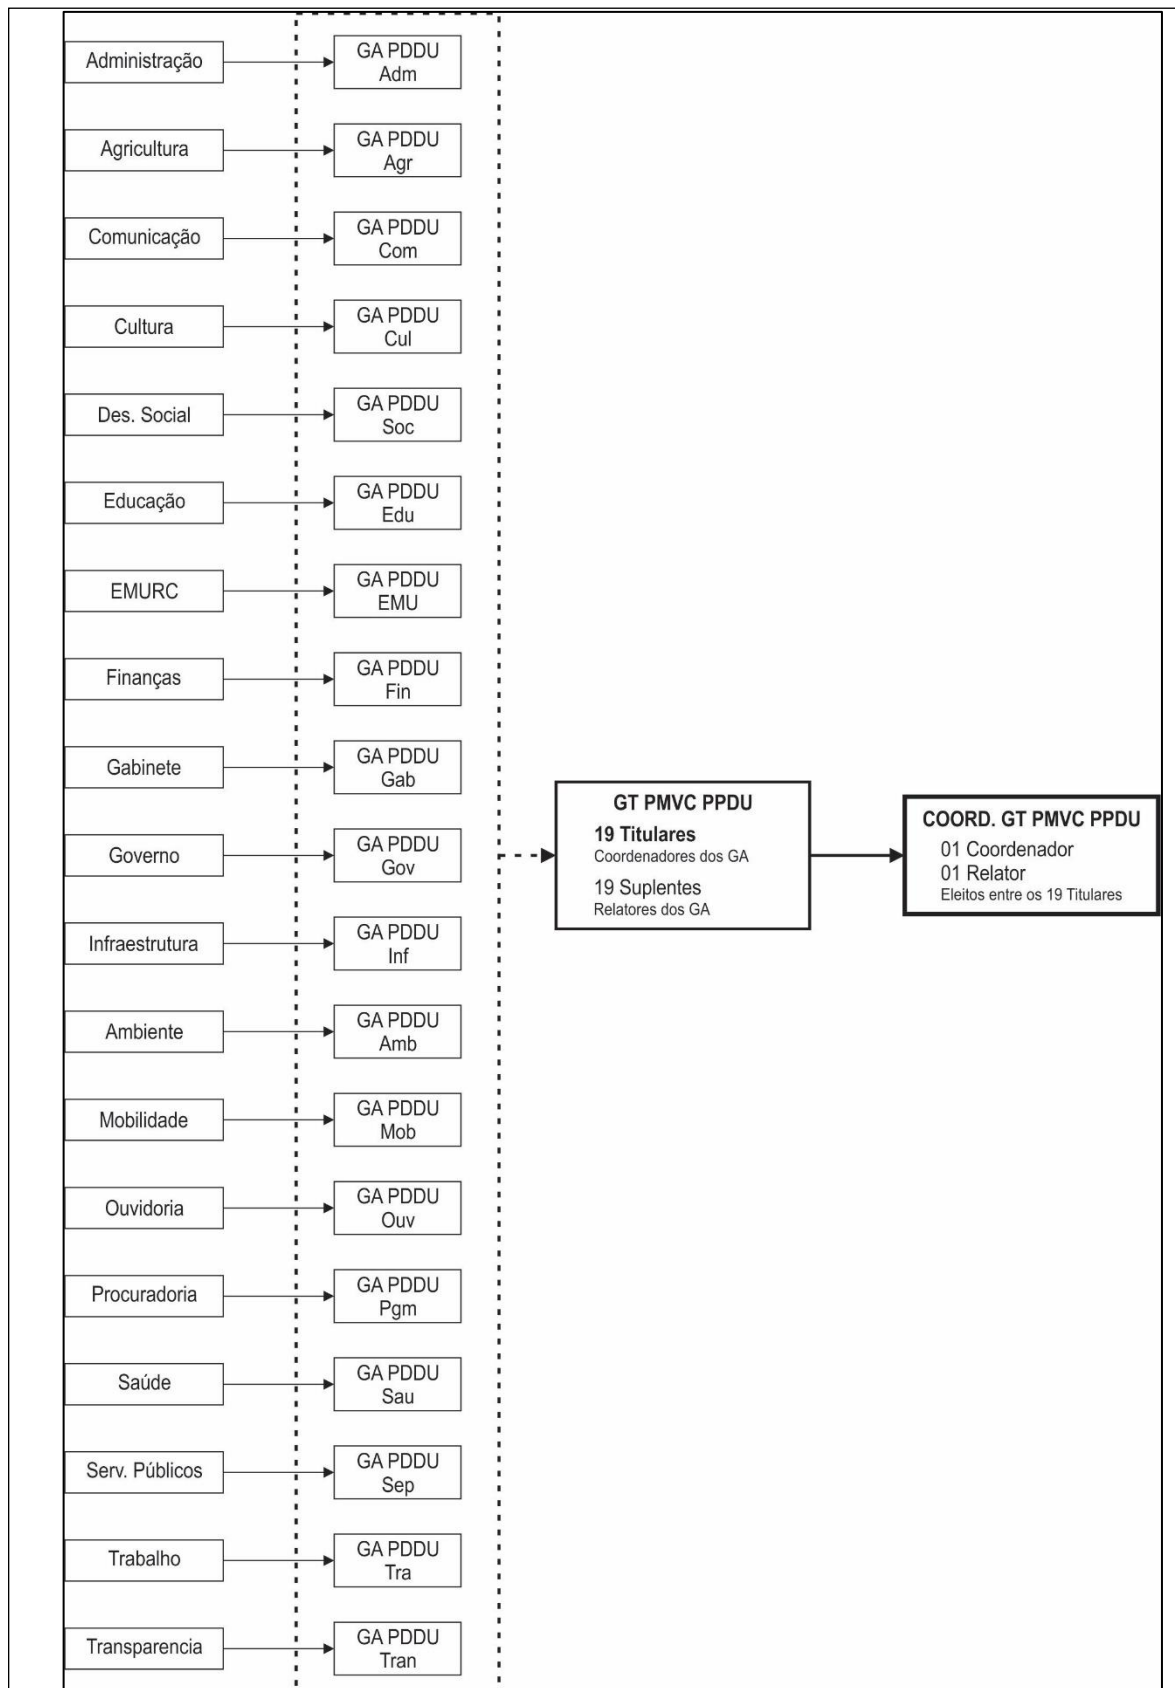 Administração
GA PDDU
Adm
Agricultura
GA PDDU
Agr
Comunicação
GA PDDU
Com
Cultura
GA PDDU
Cul
Des. Social
GA PDDU
Soc
Educação
GA PDDU
Edu
EMURC
GA PDDU
EMU
Finanças
GA PDDU
Fin
Gabinete
GA PDDU
Gab
Governo
GA PDDU
Gov
Infraestrutura
GA PDDU
Inf
Ambiente
GA PDDU
Amb
Mobilidade
GA PDDU
Mob
Ouvidoria
GA PDDU
Ouv
Procuradoria
GA PDDU
Pgm
Saúde
GA PDDU
Sau
Serv. Públicos
GA PDDU
Sep
Trabalho
GA PDDU
Tra
Transparencia
GA PDDU
Tran
GT PMVC PPDU
19 Titulares
Coordenadores dos GA
19 Suplentes
Relatores dos GA
COORD. GT PMVC PPDU
01 Coordenador
01 Relator
Eleitos entre os 19 Titulares